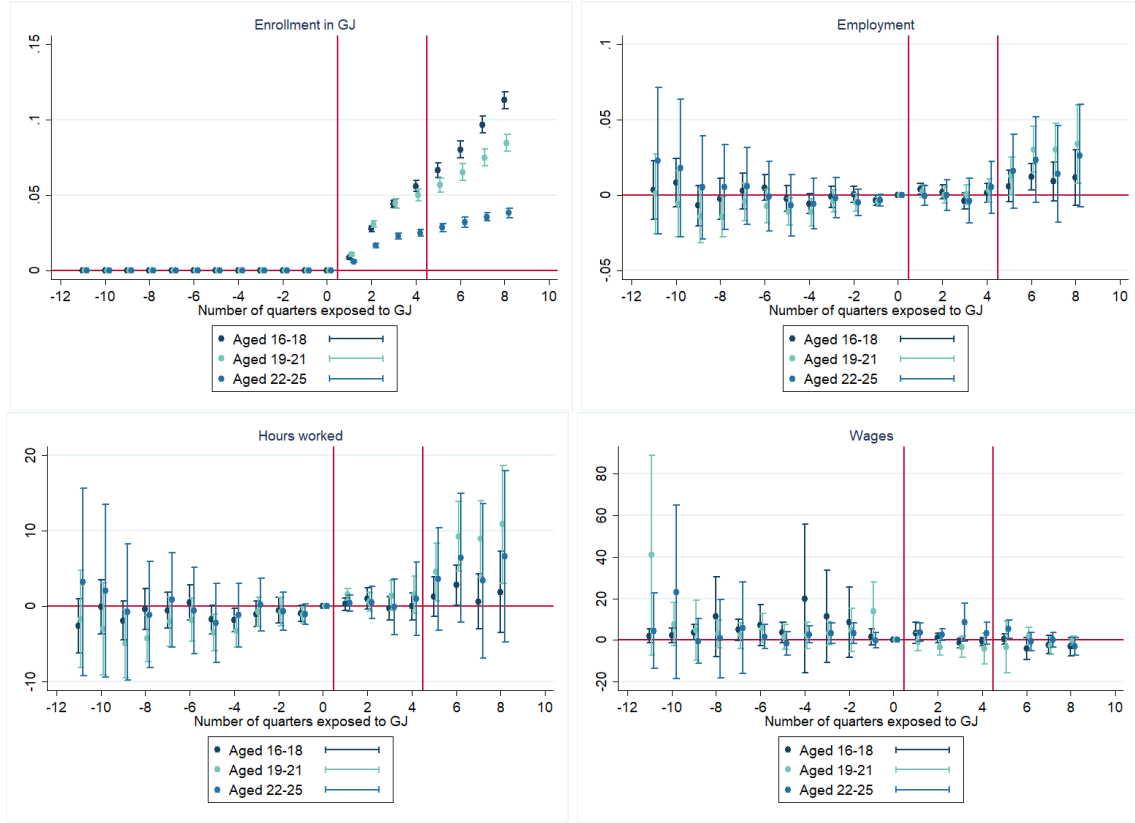 Enrollment in GJ
.15
.1
.05
0
-12 -10 -8 -6 -4 -2 0 2 4 6 8 10
Number of quarters exposed to GJ
Aged 16-18
Aged 19-21
Aged 22-25
Employment
.1
.05
0
-.05
-12 -10 -8 -6 -4 -2 0 2 4 6 8 10
Number of quarters exposed to GJ
Aged 16-18
Aged 19-21
Aged 22-25
Hours worked
20
10
0
-10
-12 -10 -8 -6 -4 -2 0 2 4 6 8 10
Number of quarters exposed to GJ
Aged 16-18
Aged 19-21
Aged 22-25
Wages
80
60
40
20
0
-20
-12 -10 -8 -6 -4 -2 0 2 4 6 8 10
Number of quarters exposed to GJ
Aged 16-18
Aged 19-21
Aged 22-25